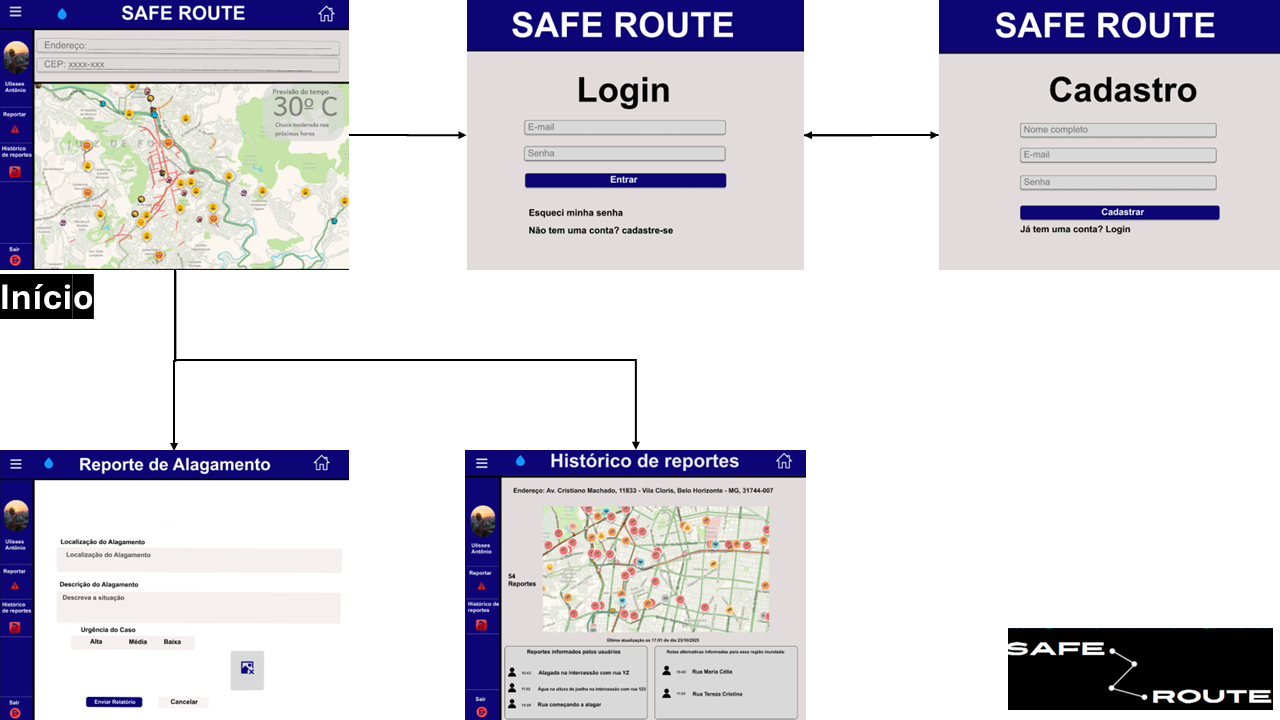 SAFE ROUTE
Endereço:
CEP: xxxx-xxx
Ulisses
Antônio
Reportar
Histórico
de reportes
Sair
Previsão do tempo
30º C
Chuva moderada nas
próximas horas
JUIZ DE FO
Início
SAFE ROUTE
Login
E-mail
Senha
Entrar
Esqueci minha senha
Não tem uma conta? cadastre-se
SAFE ROUTE
Cadastro
Nome completo
E-mail
Senha
Cadastrar
Já tem uma conta? Login
Reporte de Alagamento
Ulisses
Antônio
Reportar
Histórico
de reportes
Sair
Localização do Alagamento
Localização do Alagamento
Descrição do Alagamento
Descreva a situação
Urgência do Caso
Alta Média Baixa
Enviar Relatório Cancelar
Histórico de reportes
Ulisses
Antônio
Reportar
Histórico de
reportes
Sair
Endereço: Av. Cristiano Machado, 11833 - Vila Cloris, Belo Horizonte - MG, 31744-007
54
Reportes
Última atualização as 17:01 do dia 23/10/2025
Reportes informados pelos usuários
Alagada na intercessão com rua YZ
11:52 Água na altura do joelho na intercessão com rua 123
Rua começando a alagar
Rotas alternativas informadas para essa região inundada:
Rua Maria Célia
11:52 Rua Tereza Cristina
SAFE
ROUTE